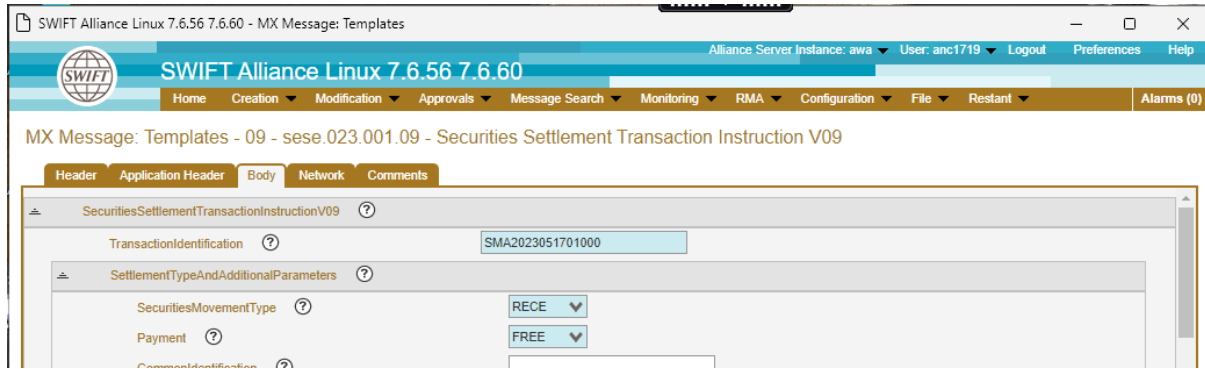 SWIFT Alliance Linux 7.6.56 7.6.60 - MX Message: Templates
Alliance Server Instance: awa User: anc1719 Logout Preferences Help
SWIFT
SWIFT Alliance Linux 7.6.56 7.6.60
Home Creation Modification Approvals Message Search Monitoring RMA Configuration File Restant Alarms (0)
MX Message: Templates - 09 - sese.023.001.09 - Securities Settlement Transaction Instruction V09
Header Application Header Body Network Comments
SecuritiesSettlementTransactionInstructionV09 ?
TransactionIdentification ? SMA2023051701000
SettlementTypeAndAdditionalParameters ?
SecuritiesMovementType ? RECE
Payment ? FREE
CommonIdentification ?